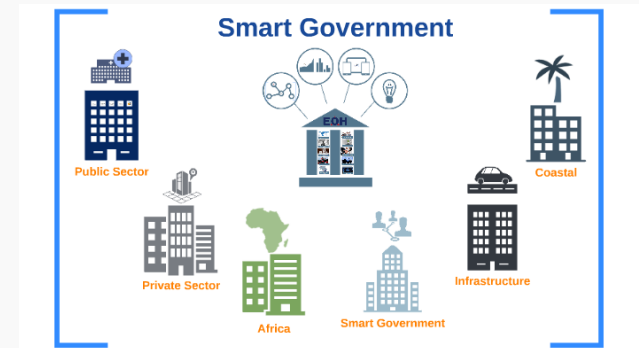 Smart Government
EOH
Public Sector
Coastal
Private Sector
Infrastructure
Africa
Smart Government